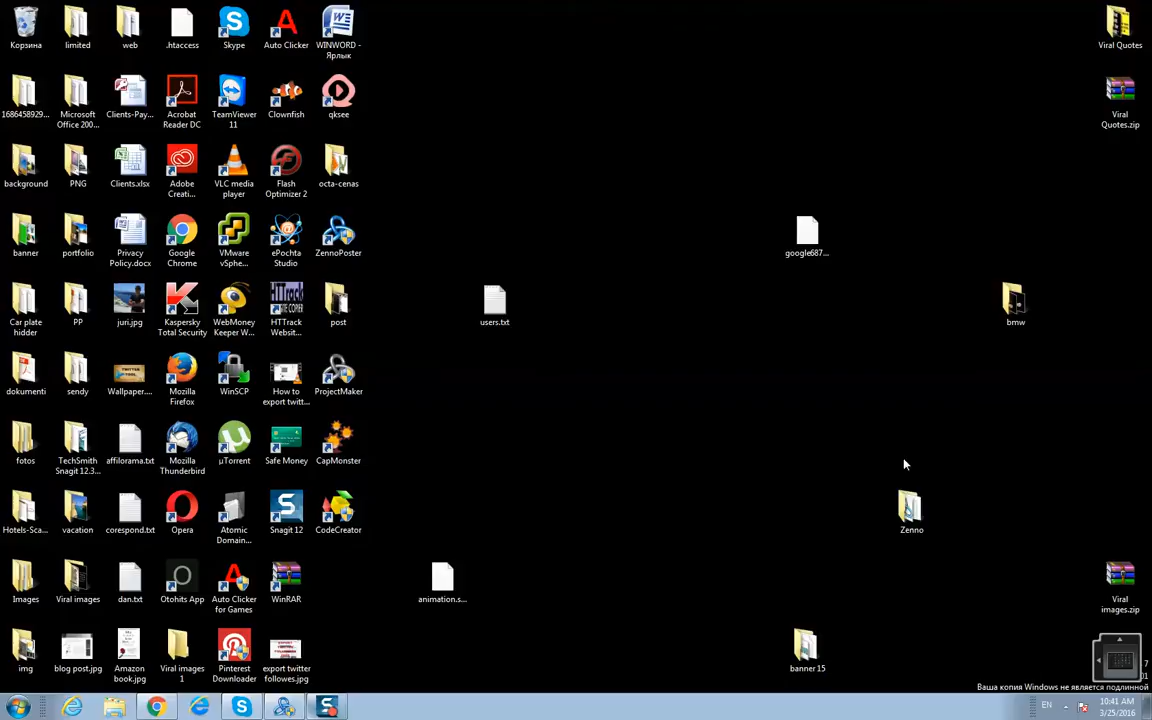 Корзина
limited
web
.htaccess
Skype
Auto Clicker
WINWORD -
Ярлык
Viral Quotes
1686458929...
Microsoft
Office 200...
Clients-Pay...
Acrobat
Reader DC
TeamViewer
11
Clownfish
qksee
Viral
Quotes.zip
background
PNG
Clients.xlsx
Adobe
Creati...
VLC media
player
Flash
Optimizer 2
octa-cenas
banner
portfolio
Privacy
Policy.docx
Google
Chrome
VMware
vSphe...
ePochta
Studio
ZennoPoster
google687...
Car plate
hidder
PP
juri.jpg
Kaspersky
Total Security
WebMoney
Keeper W...
HTTrack
Websit...
post
users.txt
bmw
dokumenti
sendy
Wallpaper....
Mozilla
Firefox
WinSCP
How to
export twitt...
ProjectMaker
fotos
TechSmith
Snagit 12.3...
affilorama.txt
Mozilla
Thunderbird
µTorrent
Safe Money
CapMonster
Hotels-Sca...
vacation
corespond.txt
Opera
Atomic
Domain...
Snagit 12
CodeCreator
Zenno
Images
Viral images
dan.txt
Otohits App
Auto Clicker
for Games
WinRAR
animation.s...
Viral
images.zip
img
blog post.jpg
Amazon
book.jpg
Viral images
1
Pinterest
Downloader
export twitter
followes.jpg
banner 15
Ваша копия Windows не является подлинной
EN
10:41 AM
3/25/2016